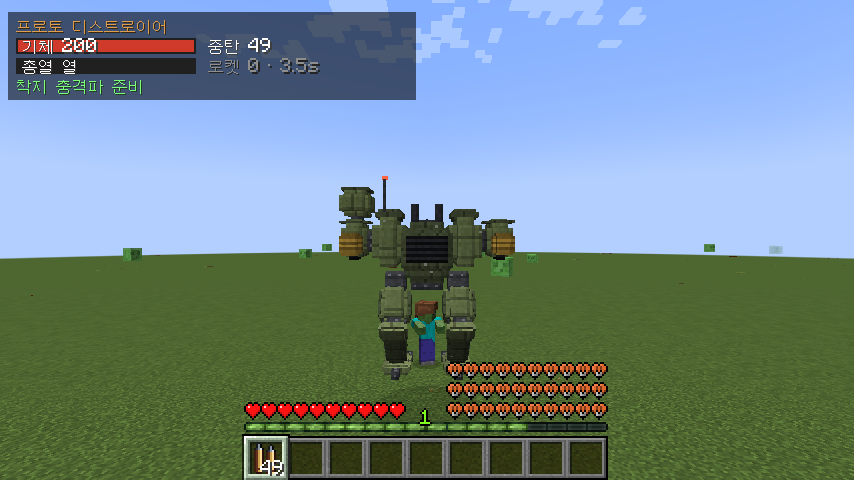 프로토 디스트로이어
기체 200 중탄 49
총열 열 로켓 0 · 3.5s
착지 충격파 준비
1
49